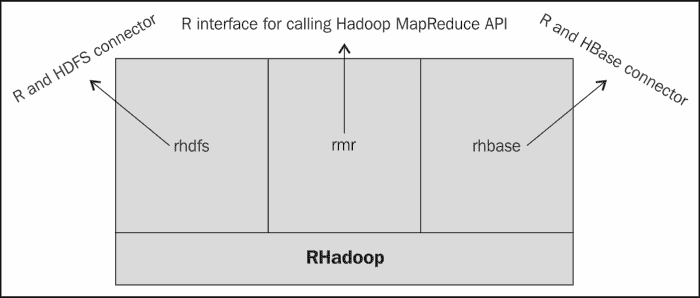 R and HDFS connector
R interface for calling Hadoop MapReduce API
R and HBase connector
rhdfs
rmr
rhbase
RHadoop